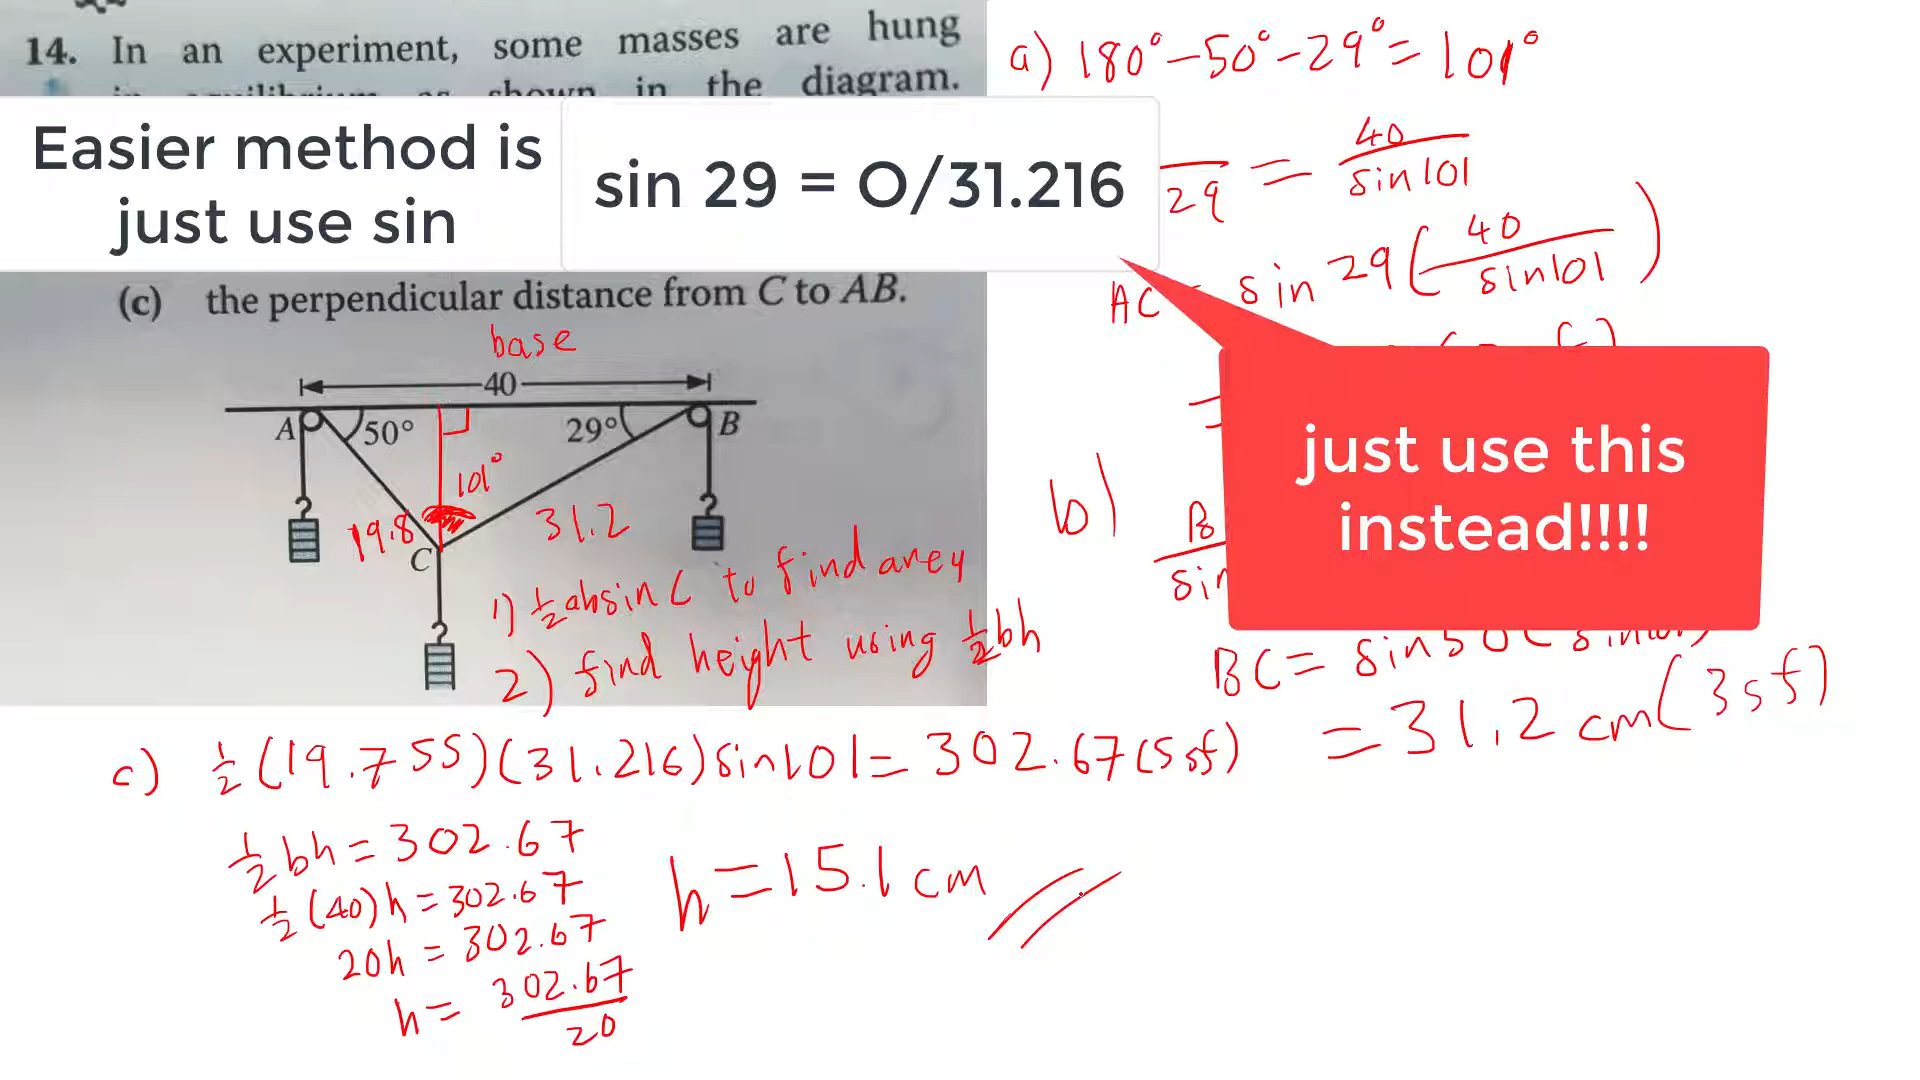 14. In an experiment, some masses are hung
in equilibrium as shown in the diagram.
Easier method is
just use sin
sin 29 = O/31.216
(c) the perpendicular distance from C to AB.
base
40
A 50° 29° B
101°
19.8 C 31.2
1) ½absinC to find
2) find height using ½bh
a) 180° - 50° - 29° = 101°
29 = 40/sin101
AC = sin 29 (40/sin101)
=
just use this
instead!!!!
b)
B
sin
BC = sin50(
= 31.2 cm (3sf)
c) ½(19.755)(31.216)sin101 = 302.67 (5sf)
½bh = 302.67
½(40)h = 302.67
20h = 302.67
h = 302.67/20
h = 15.1 cm